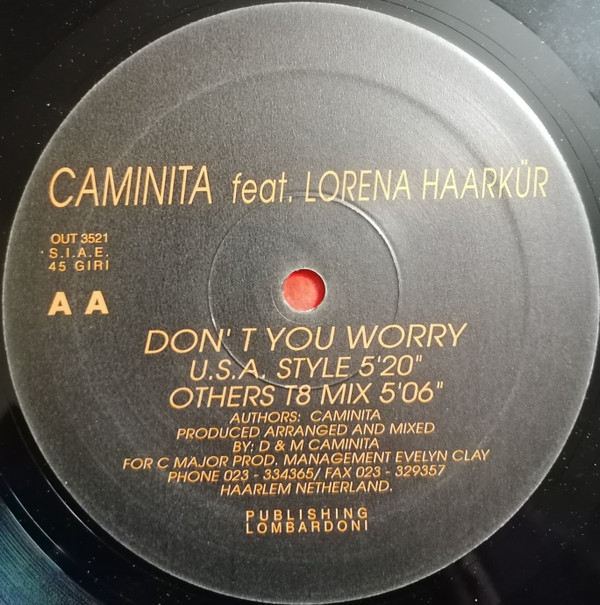 CAMINITA feat. LORENA HAARKÜR
OUT 3521
S.I.A.E.
45 GIRI
A A
DON' T YOU WORRY
U.S.A. STYLE 5'20"
OTHERS T8 MIX 5'06"
AUTHORS: CAMINITA
PRODUCED ARRANGED AND MIXED
BY: D & M CAMINITA
FOR C MAJOR PROD. MANAGEMENT EVELYN CLAY
PHONE 023 - 334365/ FAX 023 - 329357
HAARLEM NETHERLAND.
PUBLISHING
LOMBARDONI